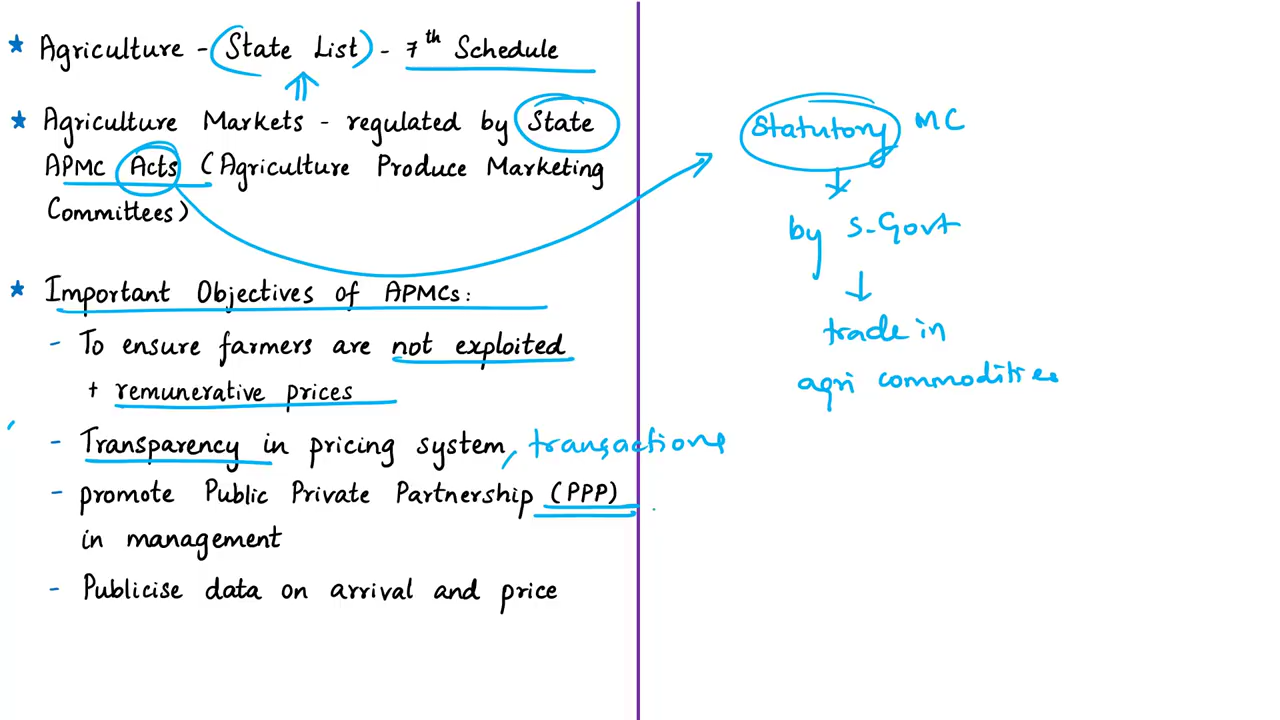 ★ Agriculture - State List - 7th Schedule
★ Agriculture Markets - regulated by State
APMC Acts (Agriculture Produce Marketing
Committees)
★ Important Objectives of APMCs:
- To ensure farmers are not exploited
+ remunerative prices
- Transparency in pricing system, transactions
- promote Public Private Partnership (PPP)
in management
- Publicise data on arrival and price
Statutory MC
by S-Govt
trade in
agri commodities